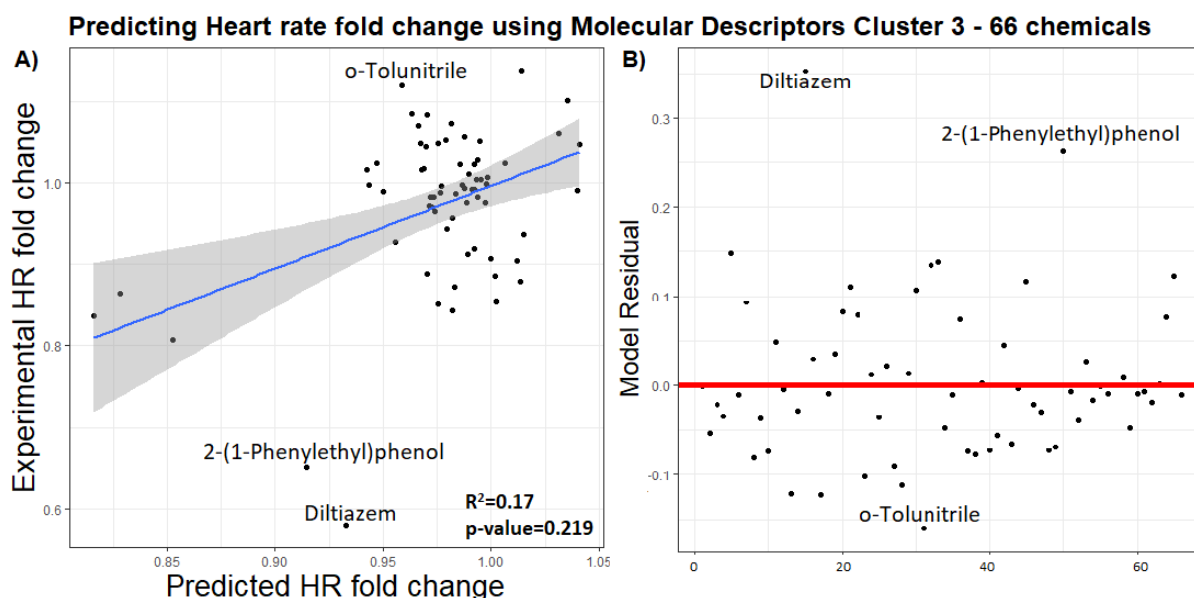 Predicting Heart rate fold change using Molecular Descriptors Cluster 3 - 66 chemicals
A)
Experimental HR fold change
1.0
0.8
0.6
o-Tolunitrile
2-(1-Phenylethyl)phenol
Diltiazem
R²=0.17
p-value=0.219
0.85
0.90
0.95
1.00
1.05
Predicted HR fold change
B)
Model Residual
0.3
0.2
0.1
0.0
-0.1
Diltiazem
2-(1-Phenylethyl)phenol
o-Tolunitrile
0
20
40
60